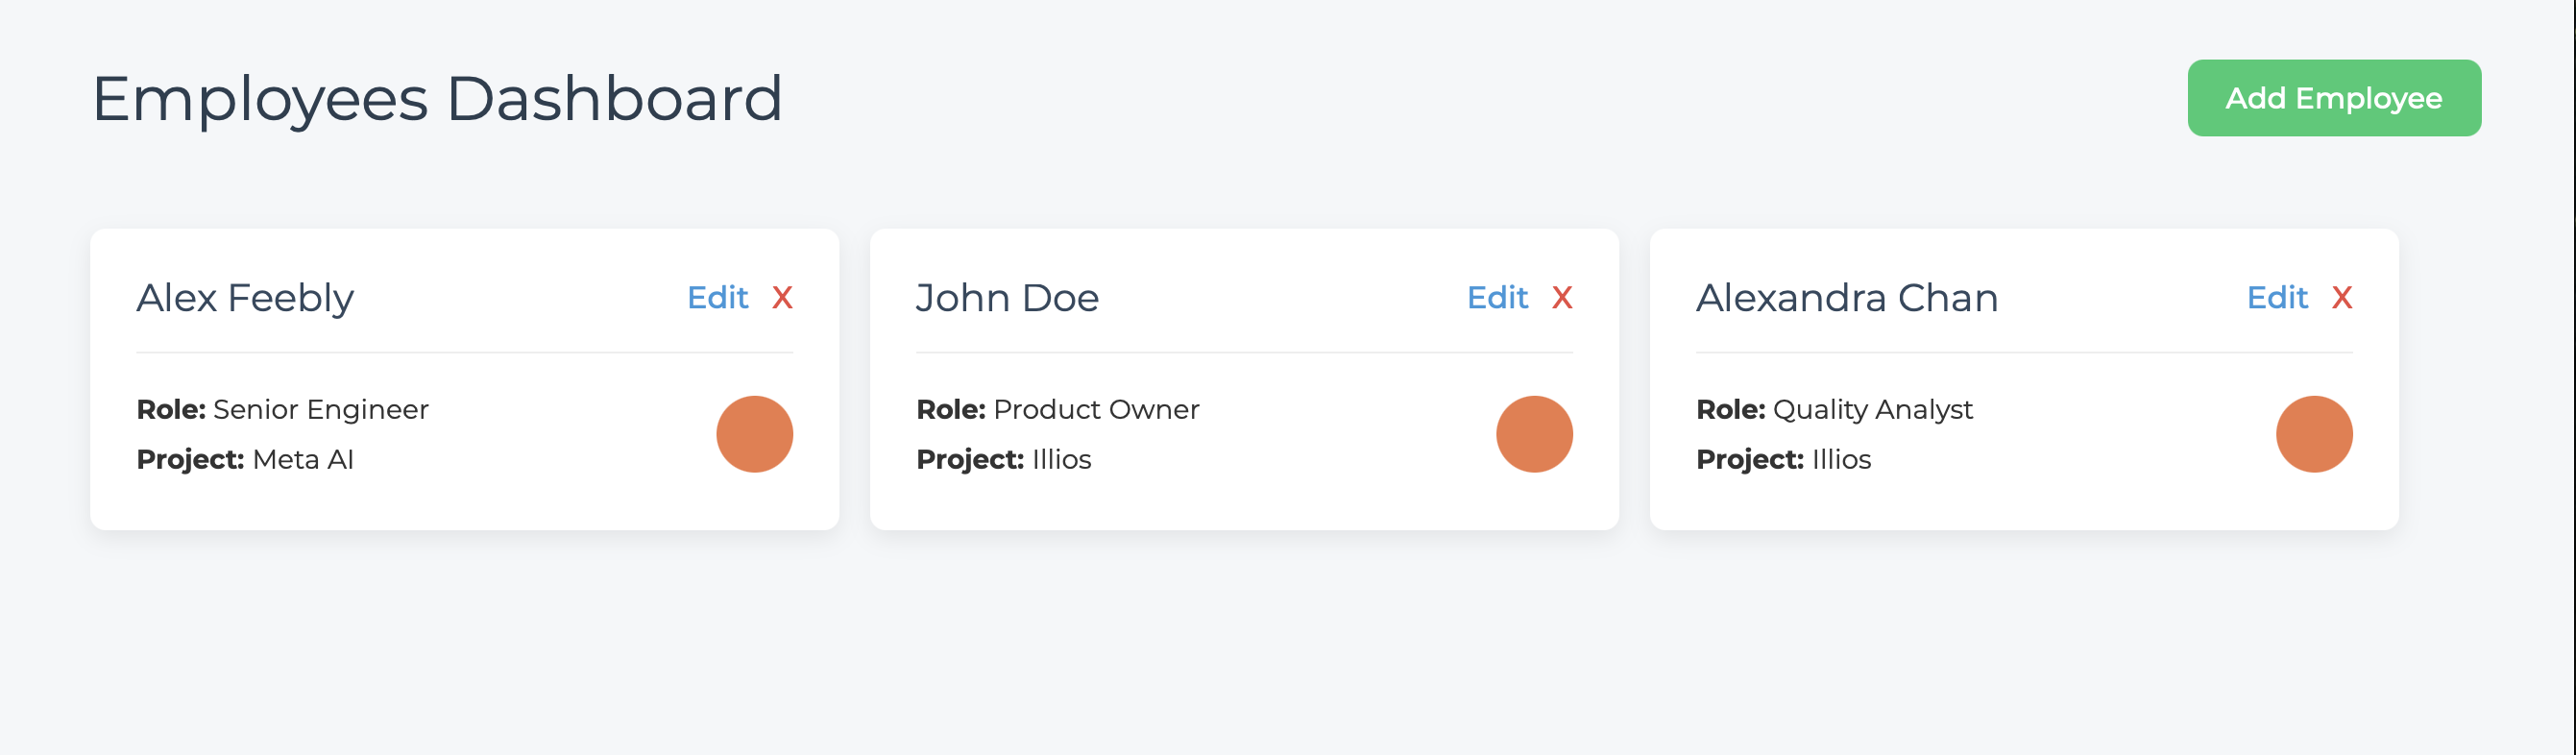 Employees Dashboard
Add Employee
Alex Feebly
Edit X
Role: Senior Engineer
Project: Meta AI
John Doe
Edit X
Role: Product Owner
Project: Illios
Alexandra Chan
Edit X
Role: Quality Analyst
Project: Illios